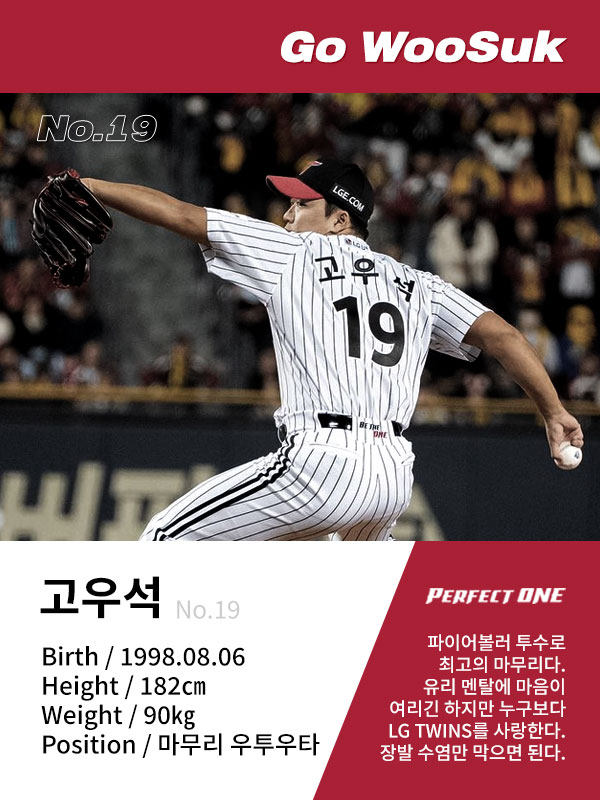 Go WooSuk
No.19
LGE.COM
고우석
19
BE THE
ONE
고우석 No.19
Birth / 1998.08.06
Height / 182㎝
Weight / 90㎏
Position / 마무리 우투우타
PERFECT ONE
파이어볼러 투수로
최고의 마무리다.
유리 멘탈에 마음이
여리긴 하지만 누구보다
LG TWINS를 사랑한다.
장발 수염만 막으면 된다.